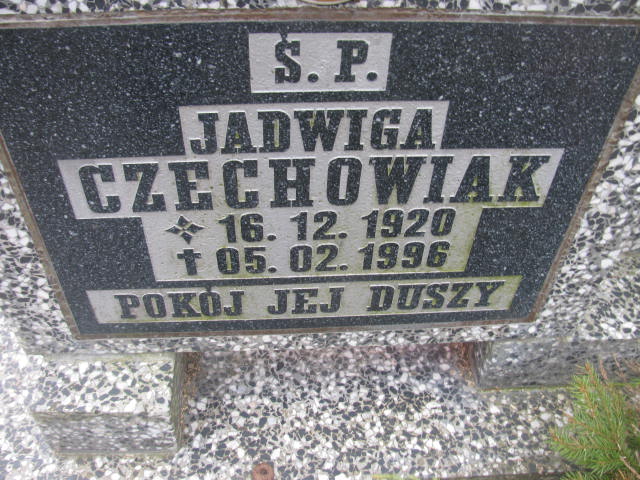 Ś. P.
JADWIGA
CZECHOWIAK
16. 12. 1920
† 05. 02. 1996
POKÓJ JEJ DUSZY